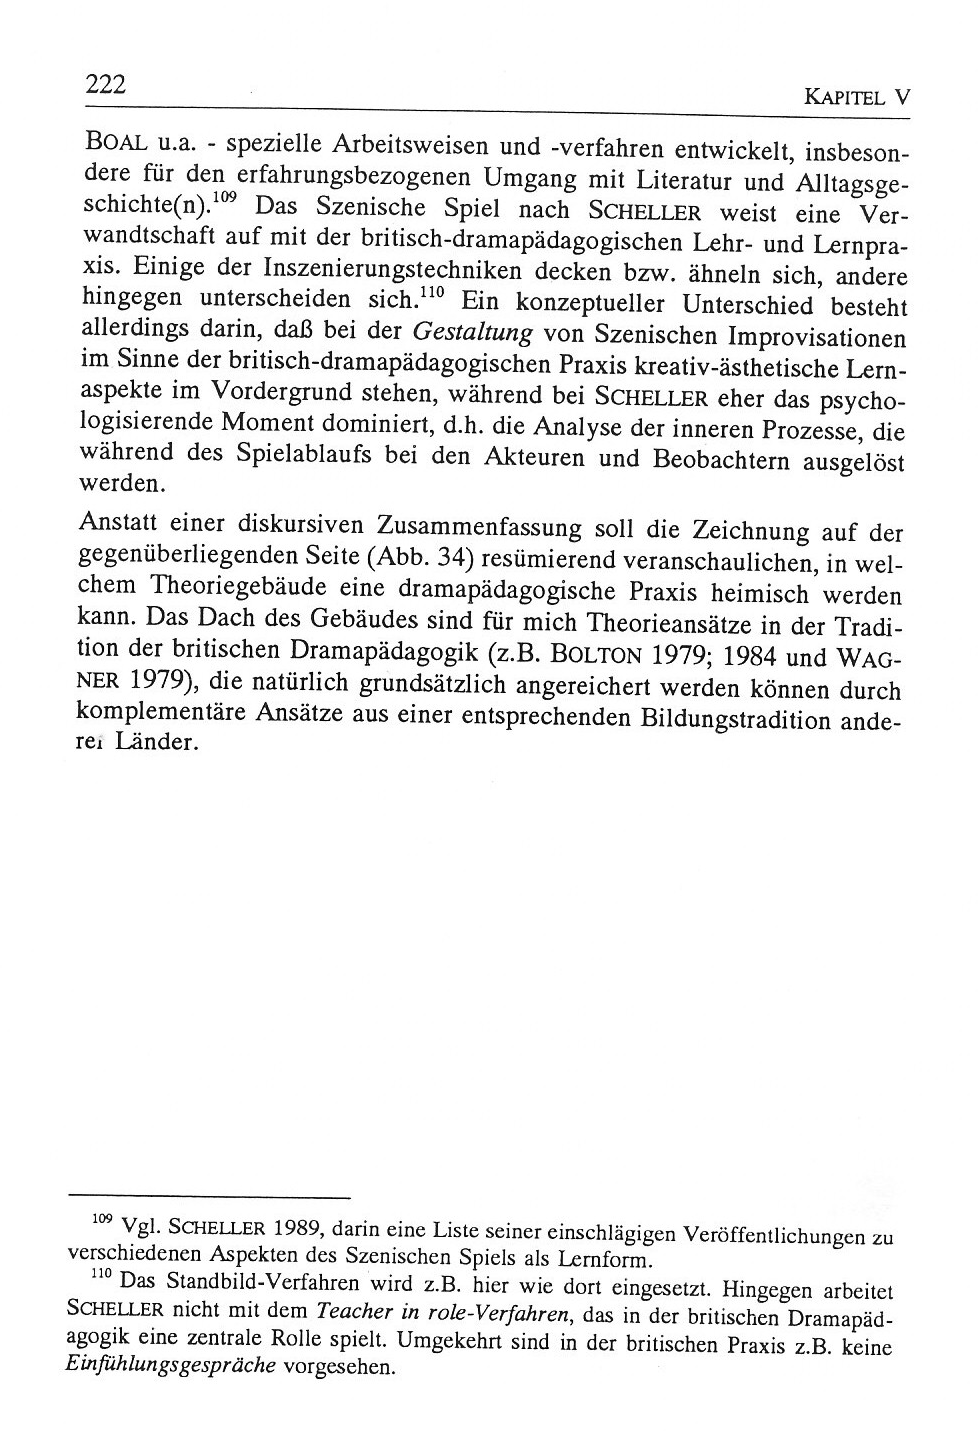 222
KAPITEL V
BOAL u.a. - spezielle Arbeitsweisen und -verfahren entwickelt, insbeson-
dere für den erfahrungsbezogenen Umgang mit Literatur und Alltagsge-
schichte(n).¹⁰⁹ Das Szenische Spiel nach SCHELLER weist eine Ver-
wandtschaft auf mit der britisch-dramapädagogischen Lehr- und Lernpra-
xis. Einige der Inszenierungstechniken decken bzw. ähneln sich, andere
hingegen unterscheiden sich.¹¹⁰ Ein konzeptueller Unterschied besteht
allerdings darin, daß bei der Gestaltung von Szenischen Improvisationen
im Sinne der britisch-dramapädagogischen Praxis kreativ-ästhetische Lern-
aspekte im Vordergrund stehen, während bei SCHELLER eher das psycho-
logisierende Moment dominiert, d.h. die Analyse der inneren Prozesse, die
während des Spielablaufs bei den Akteuren und Beobachtern ausgelöst
werden.
Anstatt einer diskursiven Zusammenfassung soll die Zeichnung auf der
gegenüberliegenden Seite (Abb. 34) resümierend veranschaulichen, in wel-
chem Theoriegebäude eine dramapädagogische Praxis heimisch werden
kann. Das Dach des Gebäudes sind für mich Theorieansätze in der Tradi-
tion der britischen Dramapädagogik (z.B. BOLTON 1979; 1984 und WAG-
NER 1979), die natürlich grundsätzlich angereichert werden können durch
komplementäre Ansätze aus einer entsprechenden Bildungstradition ande-
rer Länder.
¹⁰⁹ Vgl. SCHELLER 1989, darin eine Liste seiner einschlägigen Veröffentlichungen zu
verschiedenen Aspekten des Szenischen Spiels als Lernform.
¹¹⁰ Das Standbild-Verfahren wird z.B. hier wie dort eingesetzt. Hingegen arbeitet
SCHELLER nicht mit dem Teacher in role-Verfahren, das in der britischen Dramapäd-
agogik eine zentrale Rolle spielt. Umgekehrt sind in der britischen Praxis z.B. keine
Einfühlungsgespräche vorgesehen.